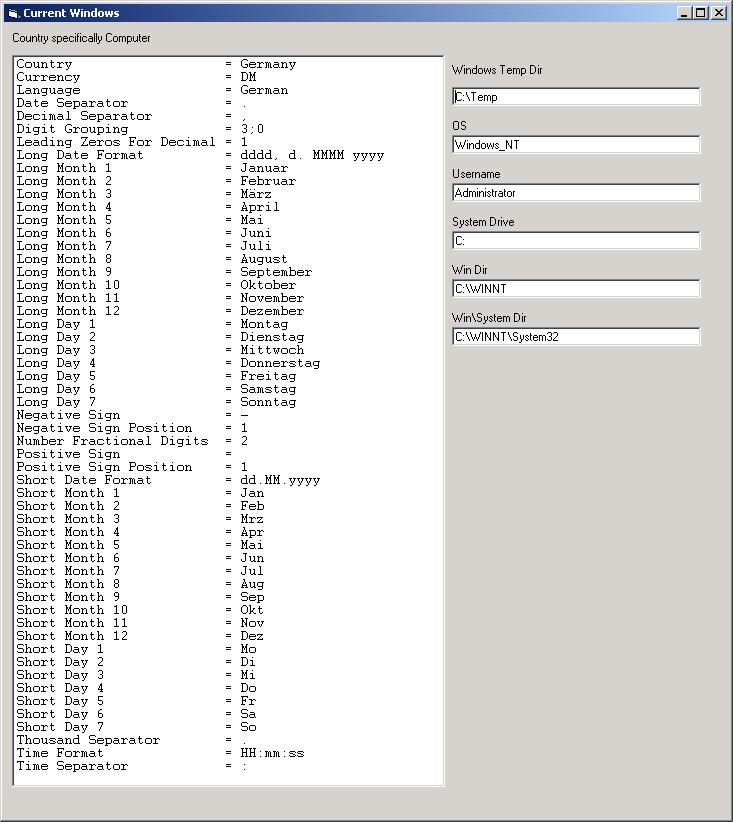 Current Windows
Country specifically Computer
Country = Germany
Currency = DM
Language = German
Date Separator = .
Decimal Separator = ,
Digit Grouping = 3;0
Leading Zeros For Decimal = 1
Long Date Format = dddd, d. MMMM yyyy
Long Month 1 = Januar
Long Month 2 = Februar
Long Month 3 = März
Long Month 4 = April
Long Month 5 = Mai
Long Month 6 = Juni
Long Month 7 = Juli
Long Month 8 = August
Long Month 9 = September
Long Month 10 = Oktober
Long Month 11 = November
Long Month 12 = Dezember
Long Day 1 = Montag
Long Day 2 = Dienstag
Long Day 3 = Mittwoch
Long Day 4 = Donnerstag
Long Day 5 = Freitag
Long Day 6 = Samstag
Long Day 7 = Sonntag
Negative Sign = -
Negative Sign Position = 1
Number Fractional Digits = 2
Positive Sign =
Positive Sign Position = 1
Short Date Format = dd.MM.yyyy
Short Month 1 = Jan
Short Month 2 = Feb
Short Month 3 = Mrz
Short Month 4 = Apr
Short Month 5 = Mai
Short Month 6 = Jun
Short Month 7 = Jul
Short Month 8 = Aug
Short Month 9 = Sep
Short Month 10 = Okt
Short Month 11 = Nov
Short Month 12 = Dez
Short Day 1 = Mo
Short Day 2 = Di
Short Day 3 = Mi
Short Day 4 = Do
Short Day 5 = Fr
Short Day 6 = Sa
Short Day 7 = So
Thousand Separator = .
Time Format = HH:mm:ss
Time Separator = :
Windows Temp Dir
C:\Temp
OS
Windows_NT
Username
Administrator
System Drive
C:
Win Dir
C:\WINNT
Win\System Dir
C:\WINNT\System32